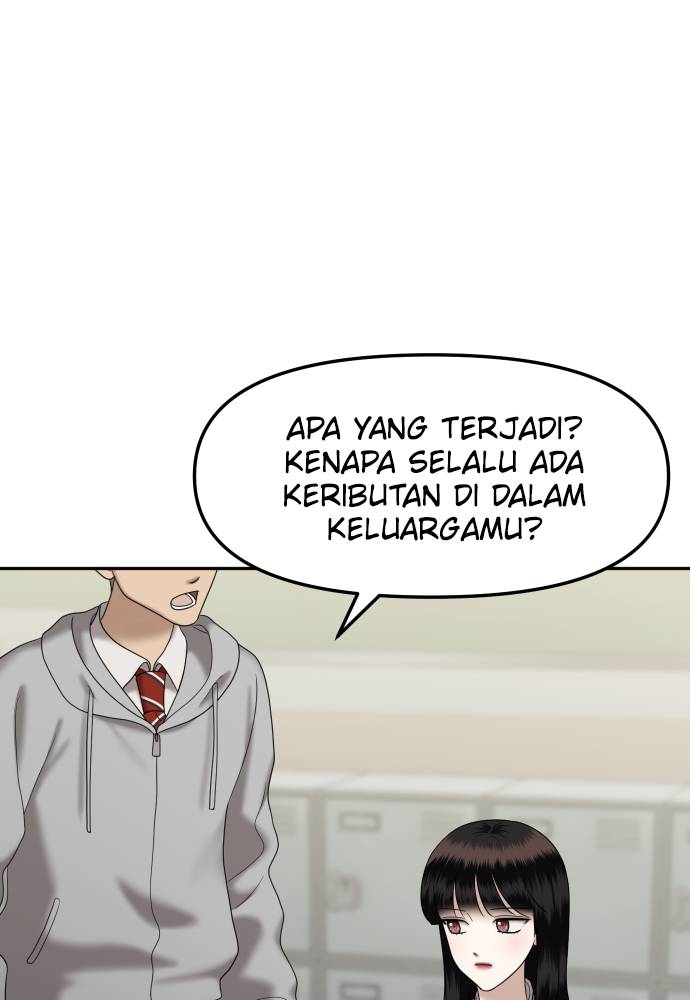 APA YANG TERJADI?
KENAPA SELALU ADA
KERIBUTAN DI DALAM
KELUARGAMU?